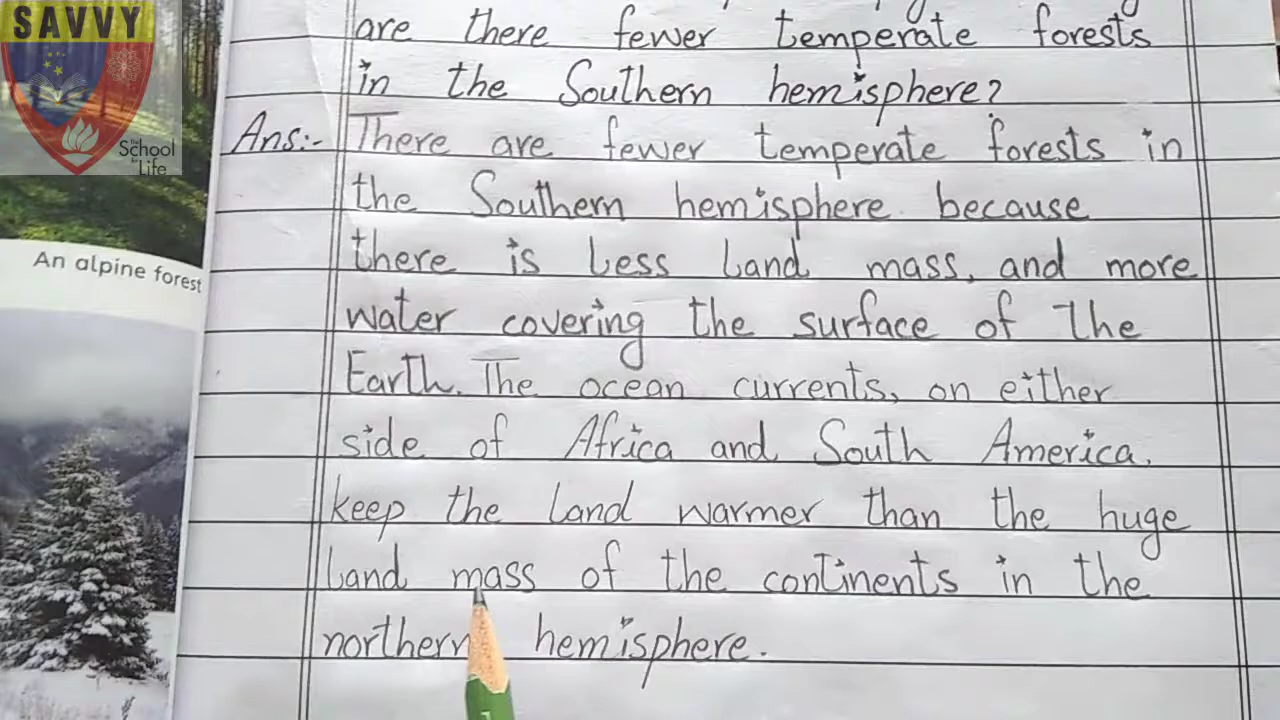 SAVVY
The School for Life
An alpine forest
are there fewer temperate forests
in the Southern hemisphere?
Ans:- There are fewer temperate forests in
the Southern hemisphere because
there is less land mass, and more
water covering the surface of the
Earth. The ocean currents, on either
side of Africa and South America.
keep the land warmer than the huge
land mass of the continents in the
northern hemisphere.